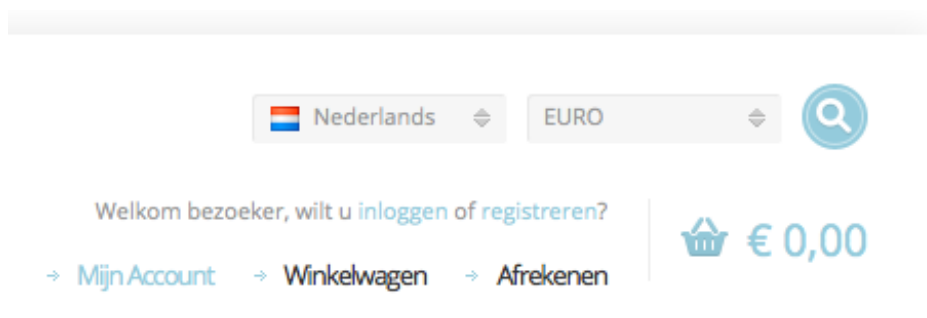 Nederlands EURO
Welkom bezoeker, wilt u inloggen of registreren?
€ 0,00
Mijn Account Winkelwagen Afrekenen